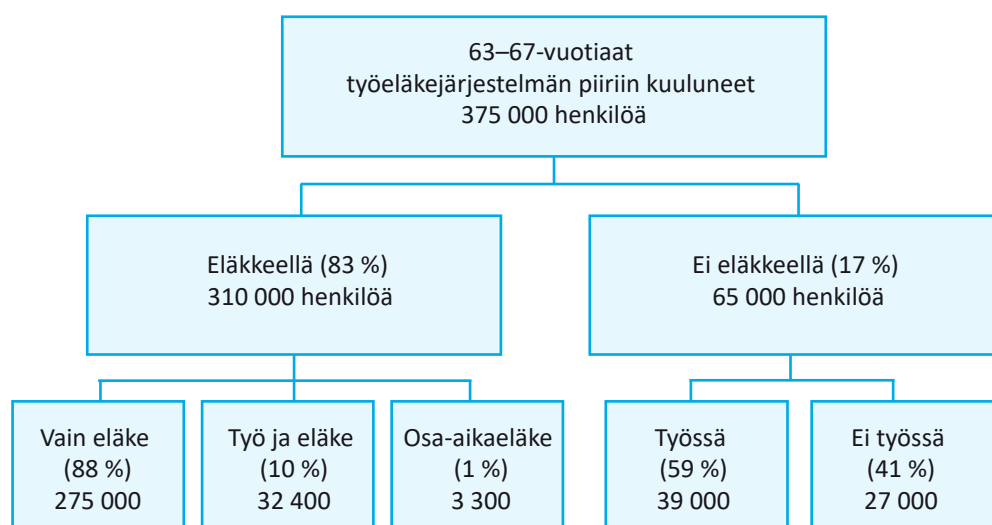 63–67-vuotiaat
työeläkejärjestelmän piiriin kuuluneet
375 000 henkilöä
Eläkkeellä (83 %)
310 000 henkilöä
Ei eläkkeellä (17 %)
65 000 henkilöä
Vain eläke
(88 %)
275 000
Työ ja eläke
(10 %)
32 400
Osa-aikaeläke
(1 %)
3 300
Työssä
(59 %)
39 000
Ei työssä
(41 %)
27 000